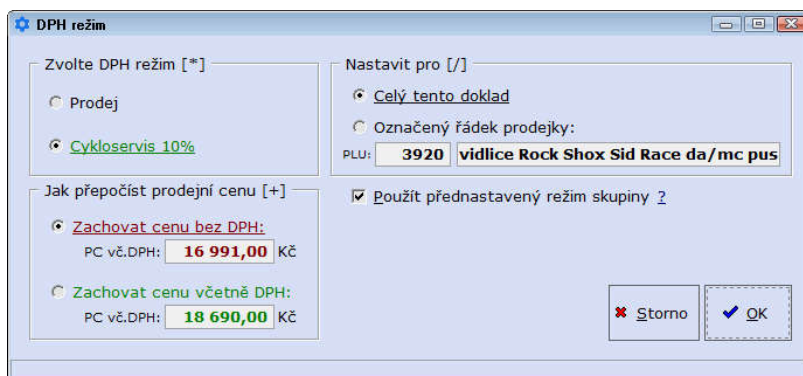 DPH režim
Zvolte DPH režim [*]
Prodej
Cykloservis 10%
Nastavit pro [/]
Celý tento doklad
Označený řádek prodejky:
PLU: 3920 vidlice Rock Shox Sid Race da/mc pus
Jak přepočíst prodejní cenu [+]
Zachovat cenu bez DPH:
PC vč.DPH: 16 991,00 Kč
Zachovat cenu včetně DPH:
PC vč.DPH: 18 690,00 Kč
Použít přednastavený režim skupiny ?
Storno
OK